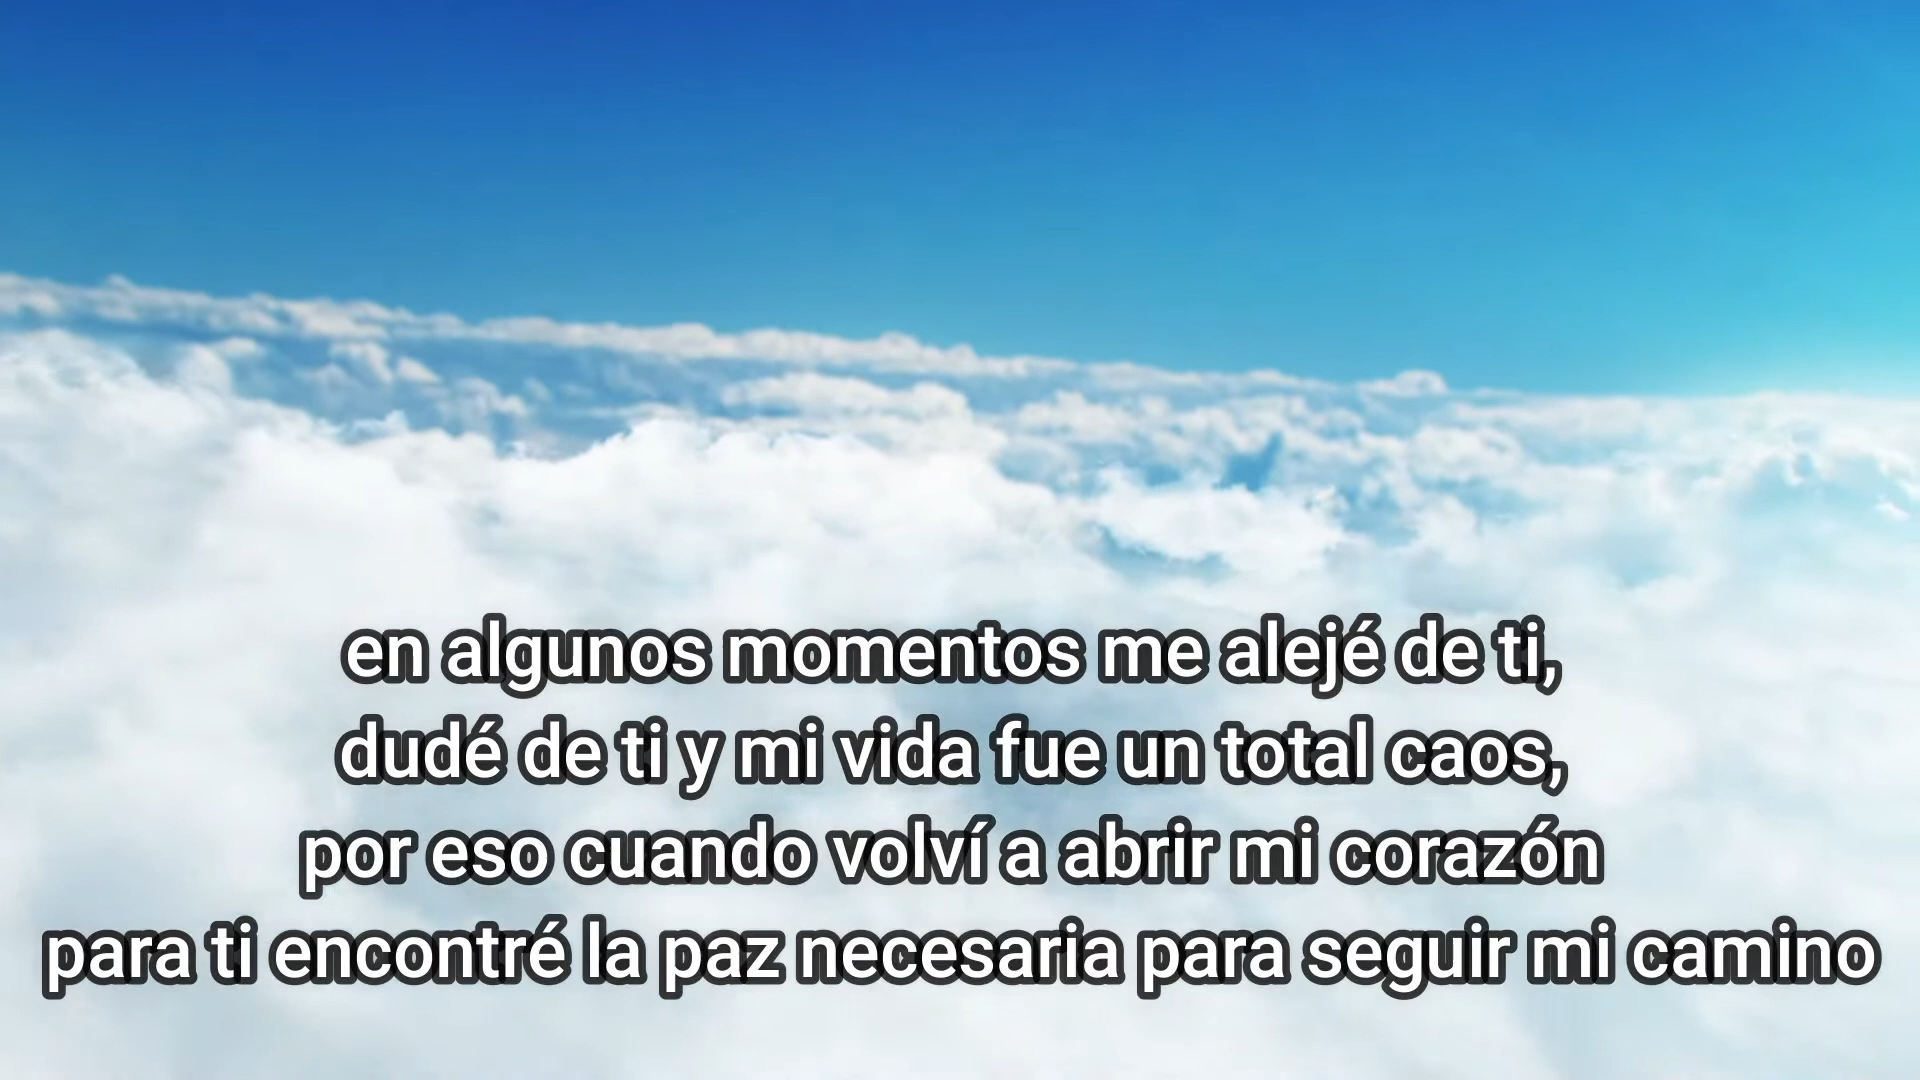 en algunos momentos me alejé de ti,
dudé de ti y mi vida fue un total caos,
por eso cuando volví a abrir mi corazón
para ti encontré la paz necesaria para seguir mi camino